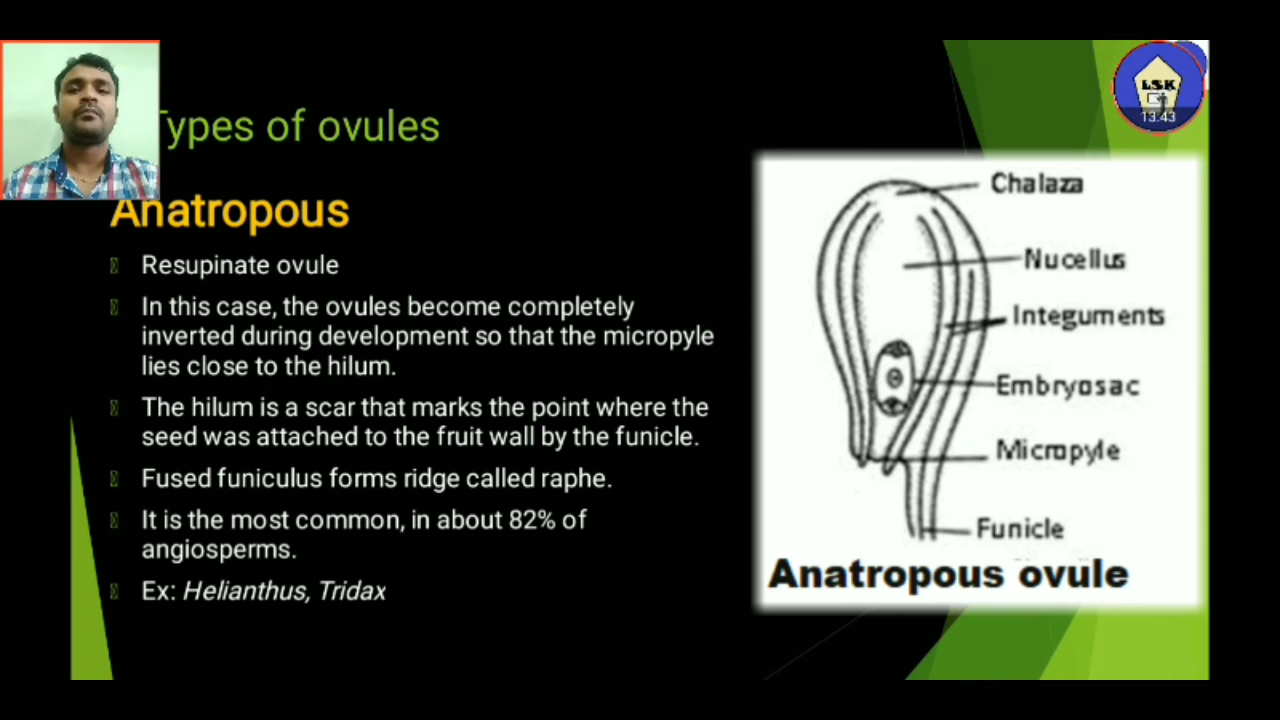 Types of ovules
Anatropous
Resupinate ovule
In this case, the ovules become completely
inverted during development so that the micropyle
lies close to the hilum.
The hilum is a scar that marks the point where the
seed was attached to the fruit wall by the funicle.
Fused funiculus forms ridge called raphe.
It is the most common, in about 82% of
angiosperms.
Ex: Helianthus, Tridax
LSK
13:43
Chalaza
Nucellus
Integuments
Embryosac
Micropyle
Funicle
Anatropous ovule